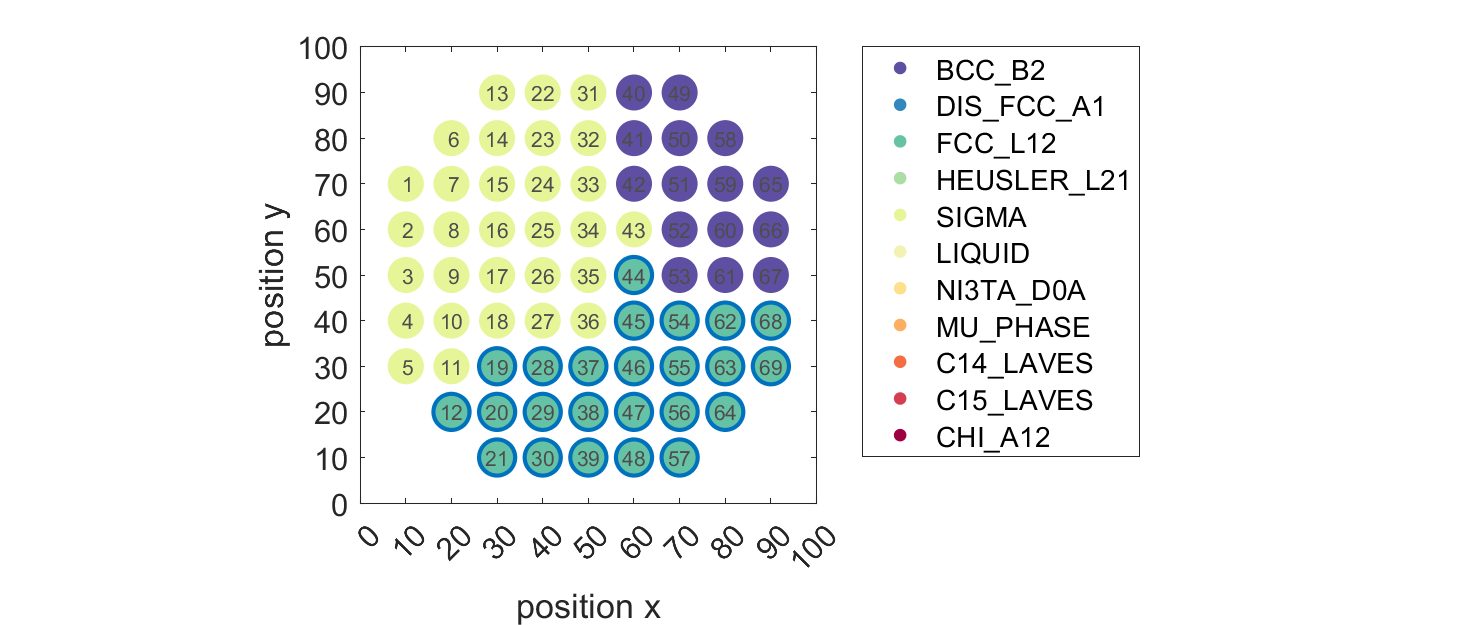 100
90
80
70
60
50
40
30
20
10
0
position y
13 22 31 40 49
6 14 23 32 41 50 58
1 7 15 24 33 42 51 59 65
2 8 16 25 34 43 52 60 66
3 9 17 26 35 44 53 61 67
4 10 18 27 36 45 54 62 68
5 11 19 28 37 46 55 63 69
12 20 29 38 47 56 64
21 30 39 48 57
0 10 20 30 40 50 60 70 80 90 100
position x
BCC_B2
DIS_FCC_A1
FCC_L12
HEUSLER_L21
SIGMA
LIQUID
NI3TA_D0A
MU_PHASE
C14_LAVES
C15_LAVES
CHI_A12